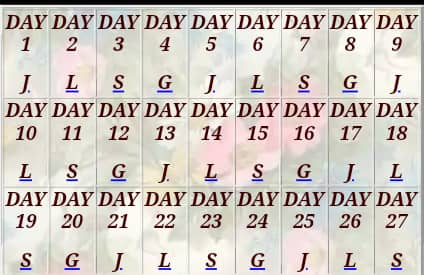 DAY DAY DAY DAY DAY DAY DAY DAY DAY
1 2 3 4 5 6 7 8 9
J L S G J L S G J
DAY DAY DAY DAY DAY DAY DAY DAY DAY
10 11 12 13 14 15 16 17 18
L S G J L S G J L
DAY DAY DAY DAY DAY DAY DAY DAY DAY
19 20 21 22 23 24 25 26 27
S G J L S G J L S